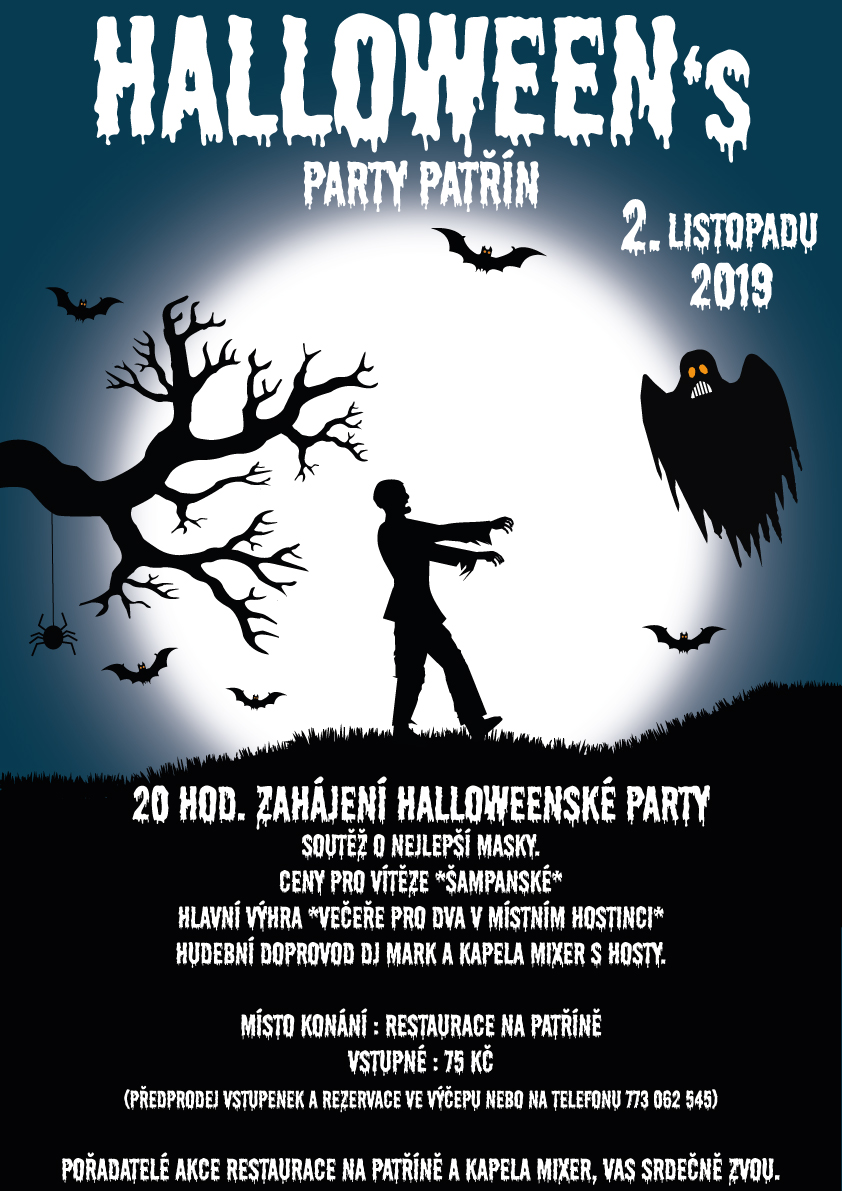 HALLOWEEN‘S
PARTY PATŘÍN
2. LISTOPADU
2019
20 HOD. ZAHÁJENÍ HALLOWEENSKÉ PARTY
SOUTĚŽ O NEJLEPŠÍ MASKY.
CENY PRO VÍTĚZE *ŠAMPANSKÉ*
HLAVNÍ VÝHRA *VEČEŘE PRO DVA V MÍSTNÍM HOSTINCI*
HUDEBNÍ DOPROVOD DJ MARK A KAPELA MIXER S HOSTY.
MÍSTO KONÁNÍ : RESTAURACE NA PATŘÍNĚ
VSTUPNÉ : 75 KČ
(PŘEDPRODEJ VSTUPENEK A REZERVACE VE VÝČEPU NEBO NA TELEFONU 773 062 545)
POŘADATELÉ AKCE RESTAURACE NA PATŘÍNĚ A KAPELA MIXER, VAS SRDEČNĚ ZVOU.